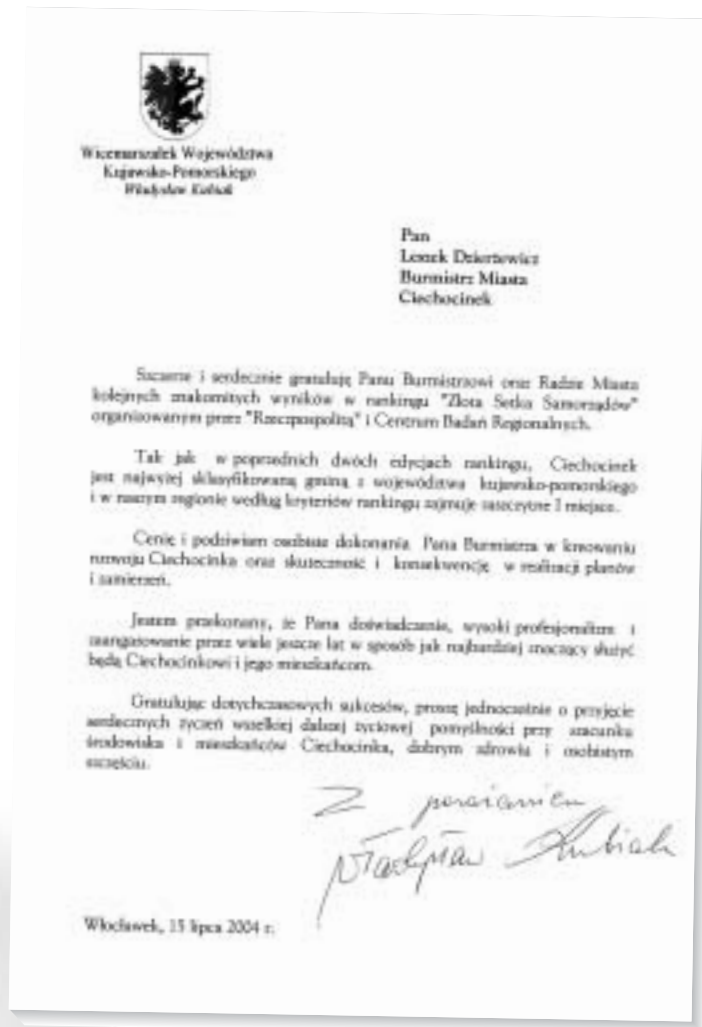 Wicemarszałek Województwa
Kujawsko-Pomorskiego
Władysław Kubiak
Pan
Leszek Dzierżewicz
Burmistrz Miasta
Ciechocinek
Szczerze i serdecznie gratuluję Panu Burmistrzowi oraz Radzie Miasta
kolejnych znakomitych wyników w rankingu "Złota Setka Samorządów"
organizowanym przez "Rzeczpospolitą" i Centrum Badań Regionalnych.
Tak jak w poprzednich dwóch edycjach rankingu, Ciechocinek
jest najwyżej sklasyfikowaną gminą z województwa kujawsko-pomorskiego
i w naszym regionie według kryteriów rankingu zajmuje zaszczytne I miejsce.
Cenię i podziwiam osobiste dokonania Pana Burmistrza w kreowaniu
rozwoju Ciechocinka oraz skuteczność i konsekwencję w realizacji planów
i zamierzeń.
Jestem przekonany, że Pana doświadczenie, wysoki profesjonalizm i
zaangażowanie przez wiele jeszcze lat w sposób jak najbardziej znaczący służyć
będą Ciechocinkowi i jego mieszkańcom.
Gratulując dotychczasowych sukcesów, proszę jednocześnie o przyjęcie
serdecznych życzeń wszelkiej dalszej życiowej pomyślności przy szacunku
środowiska i mieszkańców Ciechocinka, dobrym zdrowiu i osobistym
szczęściu.
Z poważaniem
Władysław Kubiak
Włocławek, 15 lipca 2004 r.